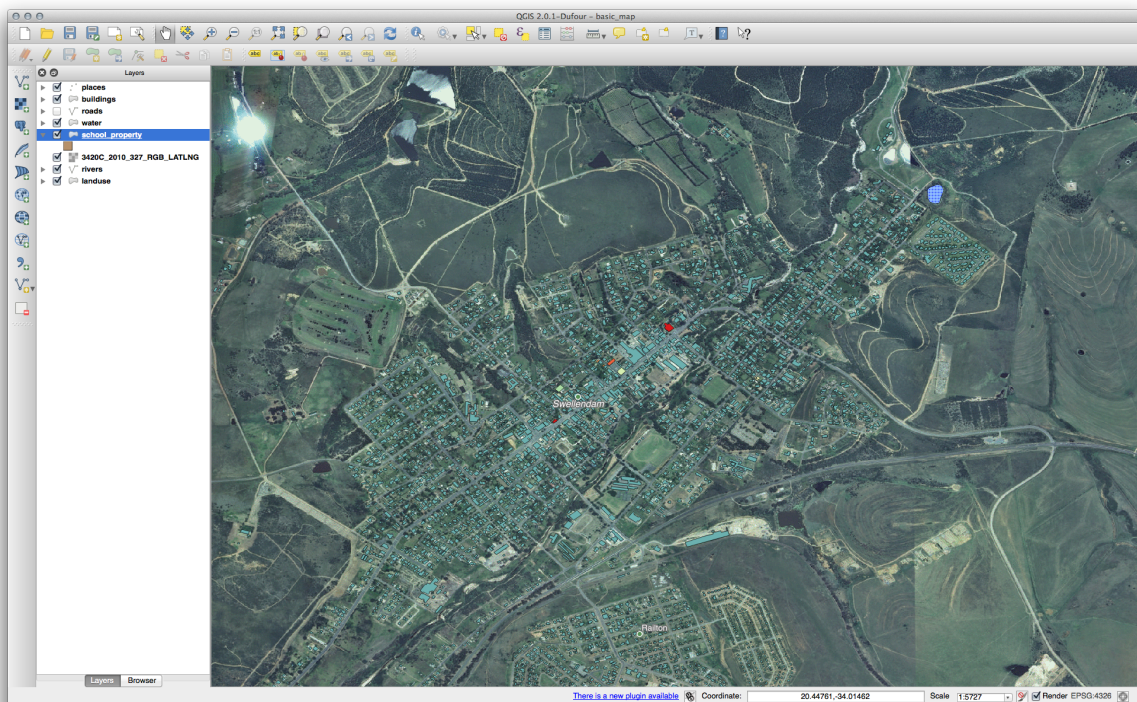 QGIS 2.0.1-Dufour - basic_map
Layers
places
buildings
roads
water
school_property
3420C_2010_327_RGB_LATLNG
rivers
landuse
Swellendam
Railton
Layers Browser
There is a new plugin available Coordinate: 20.44761,-34.01462 Scale 1:5727 Render EPSG:4326